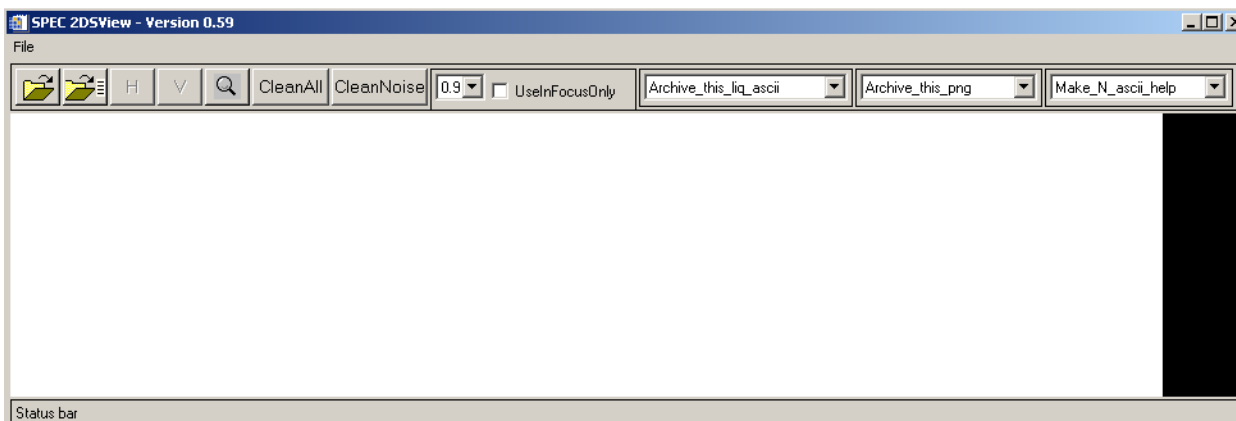 SPEC 2DSView - Version 0.59
File
H V CleanAll CleanNoise 0.9 UseInFocusOnly Archive_this_liq_ascii Archive_this_png Make_N_ascii_help
Status bar